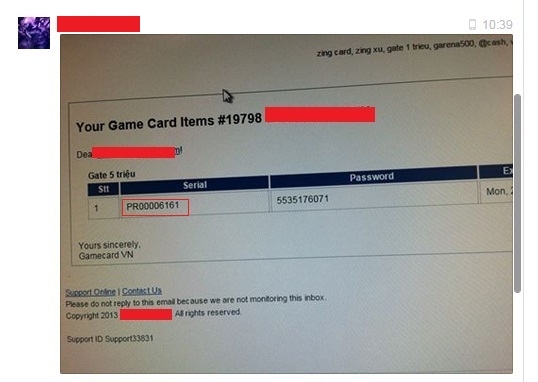 10:39
zing card, zing xu, gate 1 trieu, garena500, @cash,
Your Game Card Items #19798
Dea
Gate 5 triệu
Stt Serial Password Ex
1 PR00006161 5535176071 Mon, 2
Yours sincerely,
Gamecard VN
Support Online | Contact Us
Please do not reply to this email because we are not monitoring this inbox.
Copyright 2013 All rights reserved.
Support ID Support33831